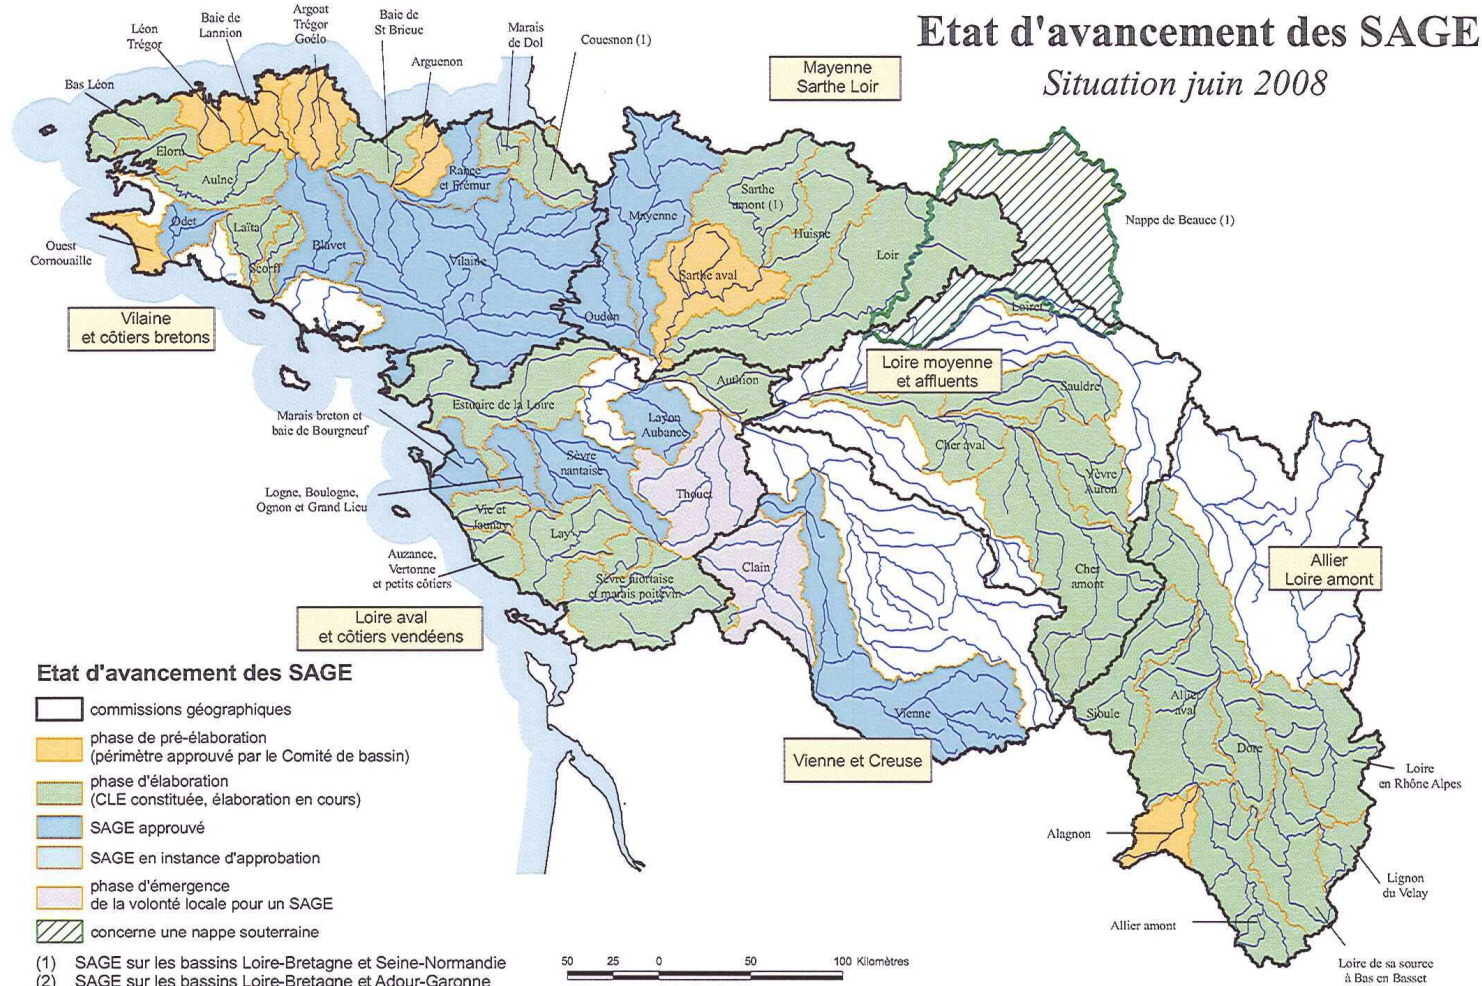 Etat d'avancement des SAGE
Situation juin 2008
Argoat
Trégor
Goëlo
Baie de
Lannion
Léon
Trégor
Baie de
St Brieuc
Marais
de Dol
Couesnon (1)
Arguenon
Bas Léon
Mayenne
Sarthe Loir
Elorn
Aulne
Rance
et Frémur
Odet
Laïta
Scorff
Blavet
Vilaine
Ouest
Cornouaille
Mayenne
Sarthe
amont (1)
Huisne
Loir
Sarthe aval
Oudon
Nappe de Beauce (1)
Loiret
Vilaine
et côtiers bretons
Loire moyenne
et affluents
Authion
Sauldre
Estuaire de la Loire
Layon
Aubance
Marais breton et
baie de Bourgneuf
Cher aval
Sèvre
nantaise
Yèvre
Auron
Logne, Boulogne,
Ognon et Grand Lieu
Thouet
Vie et
Jaunay
Lay
Auzance,
Vertonne
et petits côtiers
Clain
Cher
amont
Allier
Loire amont
Sèvre niortaise
et marais poitevin
Loire aval
et côtiers vendéens
Vienne
Sioule
Allier
aval
Dore
Vienne et Creuse
Loire
en Rhône Alpes
Alagnon
Lignon
du Velay
Allier amont
Loire de sa source
à Bas en Basset
Etat d'avancement des SAGE
commissions géographiques
phase de pré-élaboration
(périmètre approuvé par le Comité de bassin)
phase d'élaboration
(CLE constituée, élaboration en cours)
SAGE approuvé
SAGE en instance d'approbation
phase d'émergence
de la volonté locale pour un SAGE
concerne une nappe souterraine
(1) SAGE sur les bassins Loire-Bretagne et Seine-Normandie
(2) SAGE sur les bassins Loire-Bretagne et Adour-Garonne
50 25 0 50 100 Kilomètres